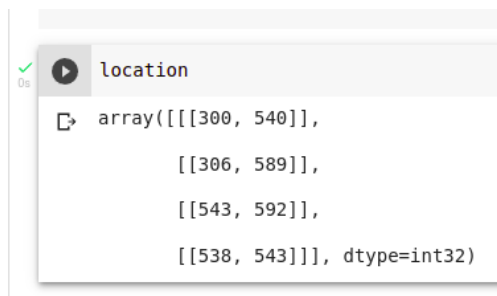 location
0s
array([[[300, 540]],
[[306, 589]],
[[543, 592]],
[[538, 543]]], dtype=int32)